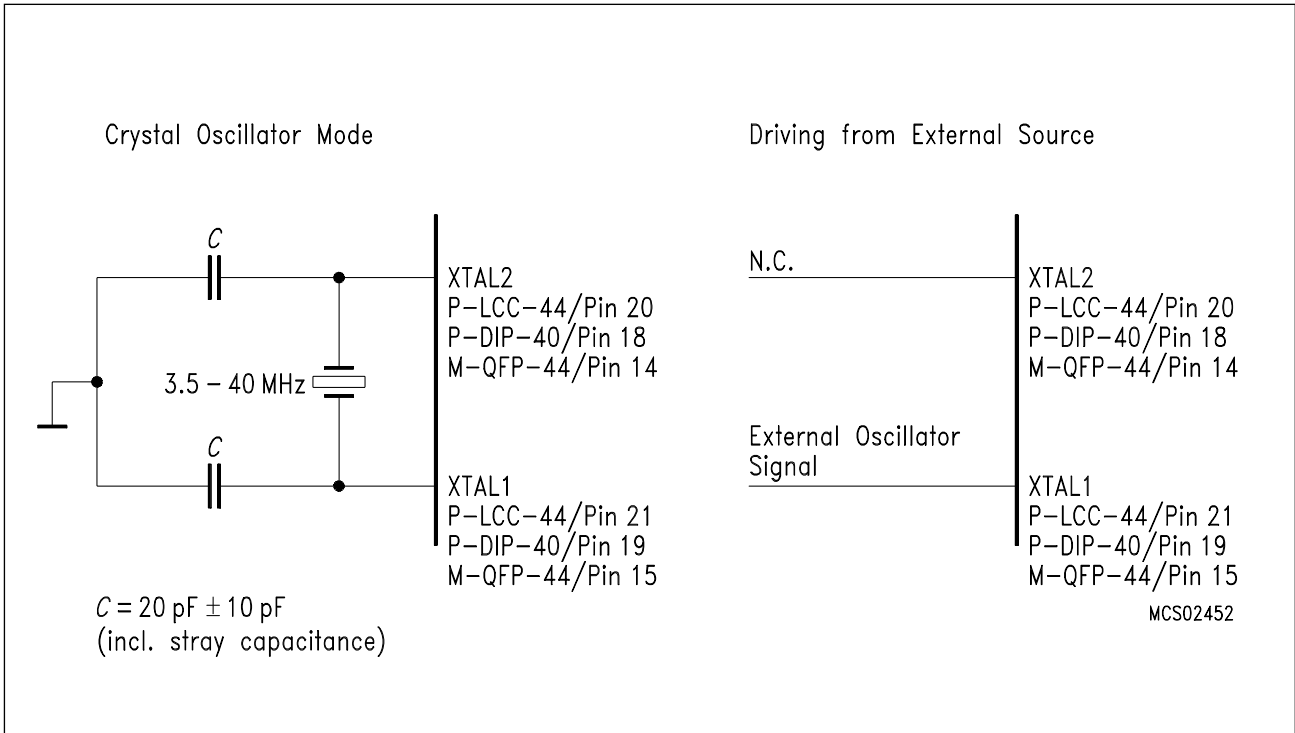 Crystal Oscillator Mode
C
XTAL2
P-LCC-44/Pin 20
P-DIP-40/Pin 18
M-QFP-44/Pin 14
3.5 - 40 MHz
C
XTAL1
P-LCC-44/Pin 21
P-DIP-40/Pin 19
M-QFP-44/Pin 15
C = 20 pF ± 10 pF
(incl. stray capacitance)
Driving from External Source
N.C.
XTAL2
P-LCC-44/Pin 20
P-DIP-40/Pin 18
M-QFP-44/Pin 14
External Oscillator
Signal
XTAL1
P-LCC-44/Pin 21
P-DIP-40/Pin 19
M-QFP-44/Pin 15
MCS02452